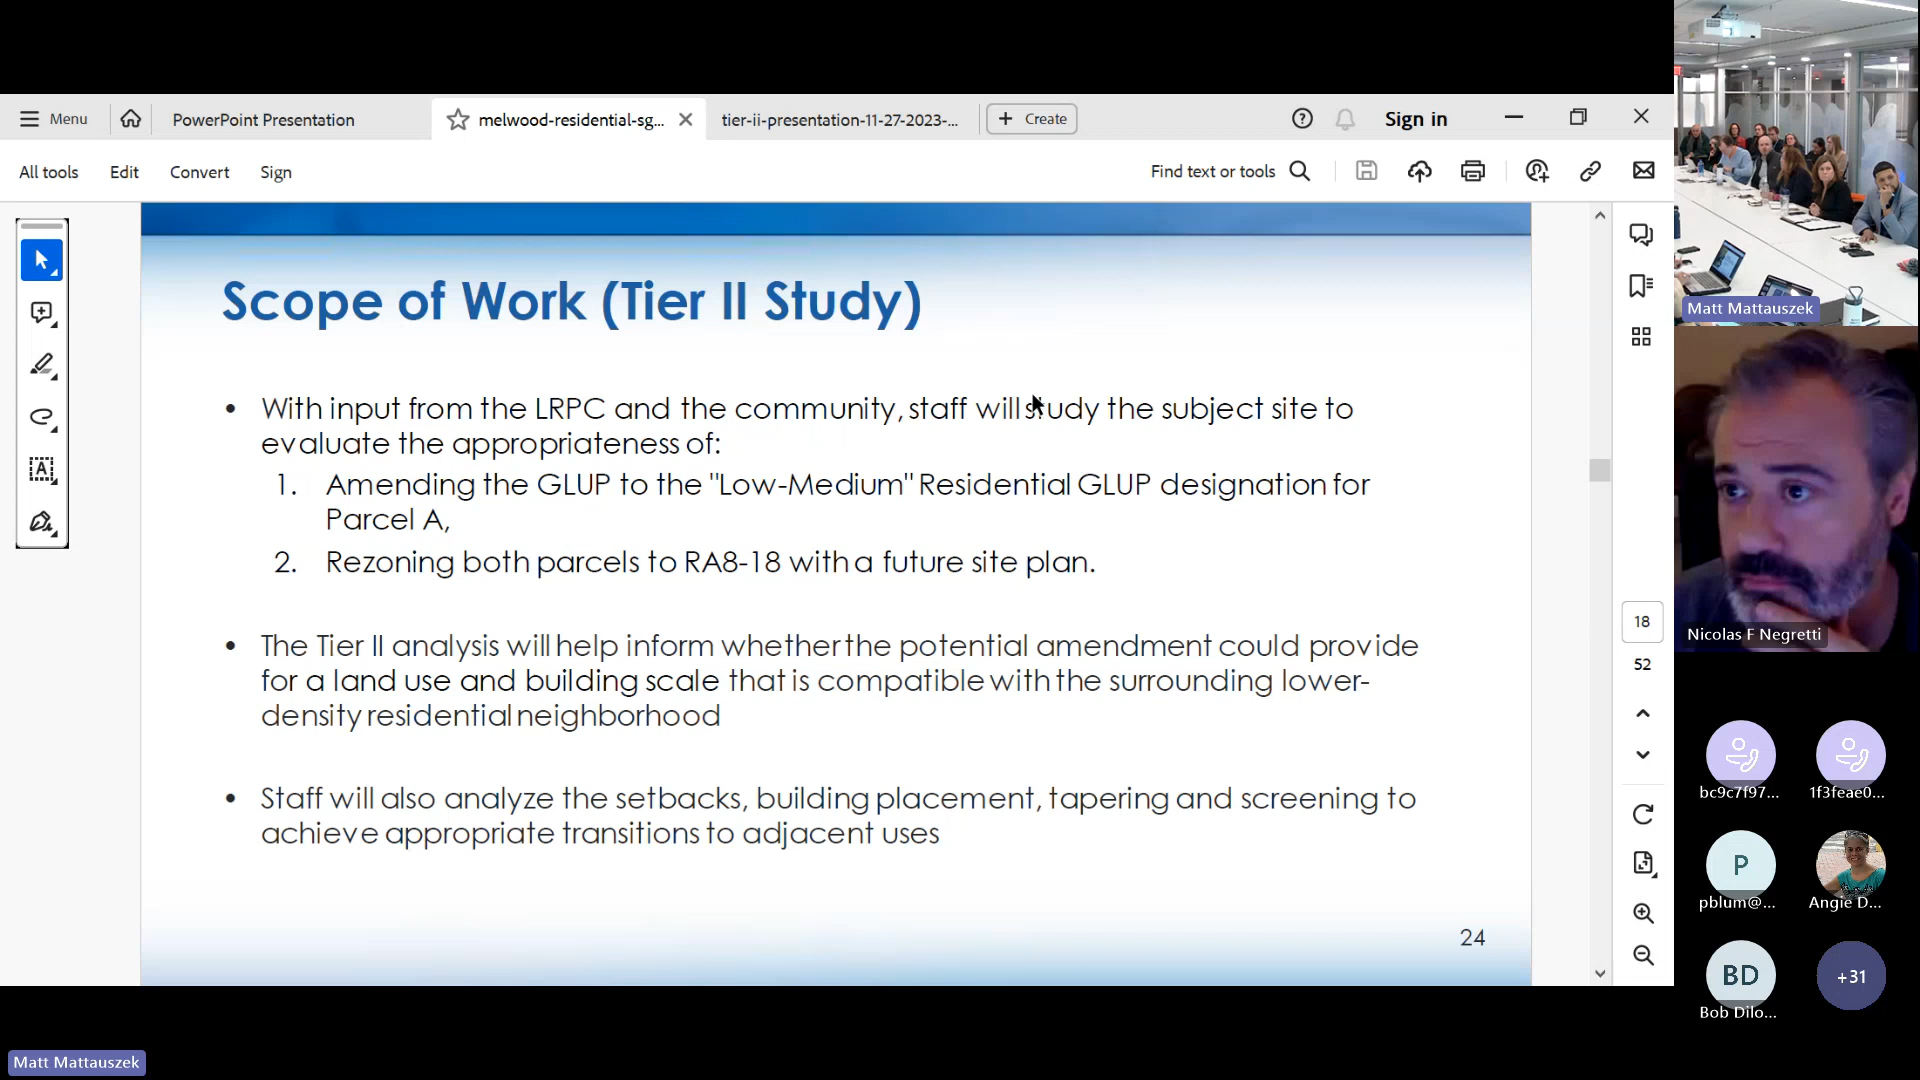 Menu
PowerPoint Presentation
melwood-residential-sg...
tier-ii-presentation-11-27-2023-...
Create
Sign in
All tools
Edit
Convert
Sign
Find text or tools
Scope of Work (Tier II Study)
• With input from the LRPC and the community, staff will study the subject site to
evaluate the appropriateness of:
1. Amending the GLUP to the "Low-Medium" Residential GLUP designation for
Parcel A,
2. Rezoning both parcels to RA8-18 with a future site plan.
• The Tier II analysis will help inform whether the potential amendment could provide
for a land use and building scale that is compatible with the surrounding lower-
density residential neighborhood
• Staff will also analyze the setbacks, building placement, tapering and screening to
achieve appropriate transitions to adjacent uses
24
18
52
Matt Mattauszek
Nicolas F Negretti
bc9c7f97...
1f3feae0...
P
pblum@...
Angie D...
BD
Bob Dilo...
+31
Matt Mattauszek